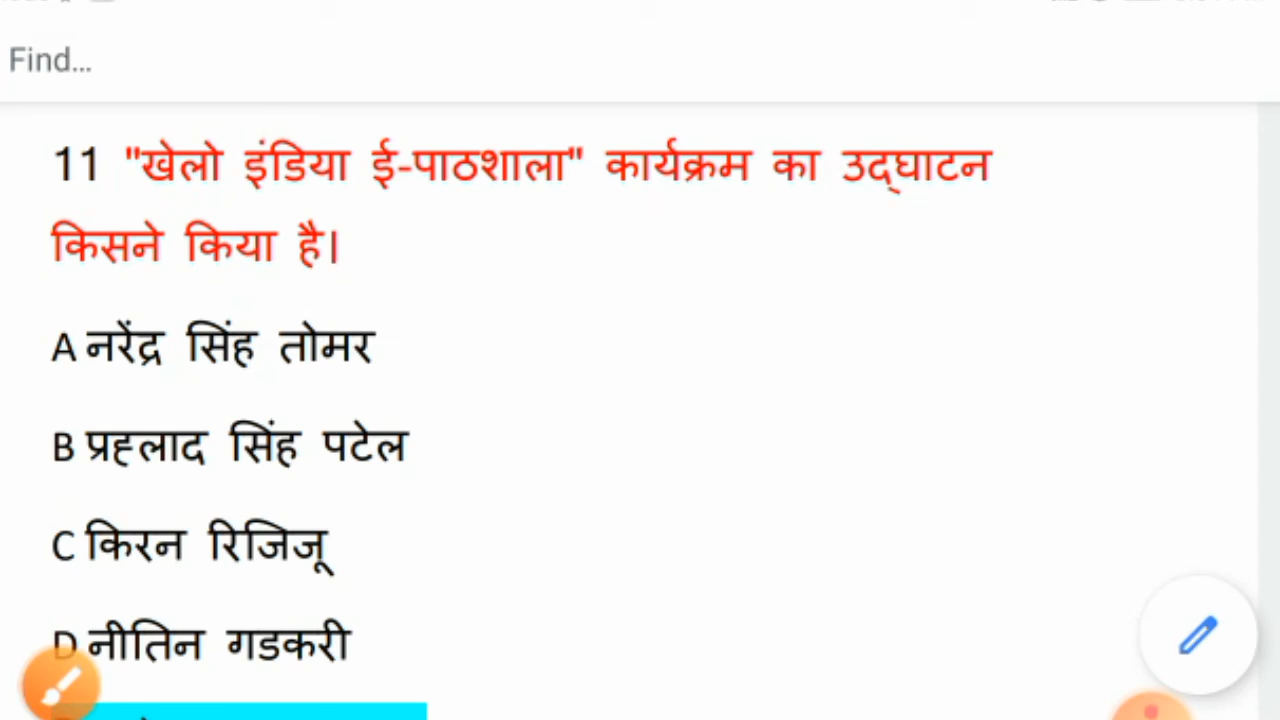 Find...
11 "खेलो इंडिया ई-पाठशाला" कार्यक्रम का उद्घाटन
किसने किया है।
A नरेंद्र सिंह तोमर
B प्रह्लाद सिंह पटेल
C किरन रिजिजू
D नीतिन गडकरी